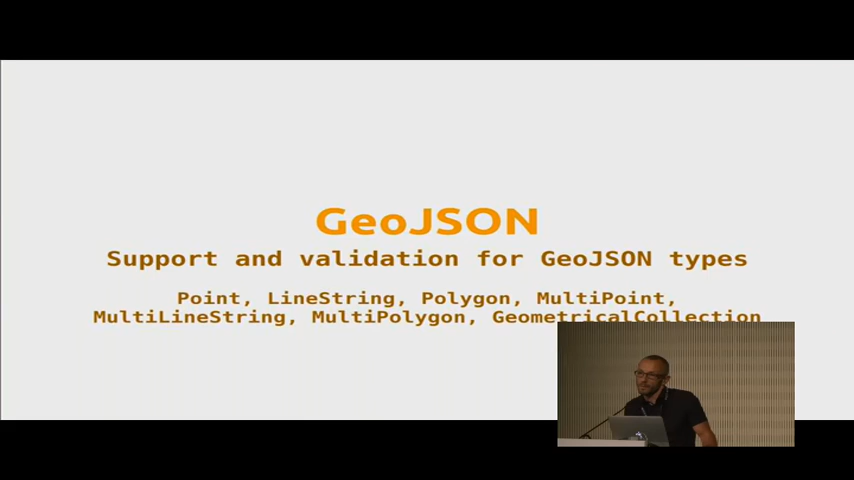 GeoJSON
Support and validation for GeoJSON types
Point, LineString, Polygon, MultiPoint,
MultiLineString, MultiPolygon, GeometricalCollection